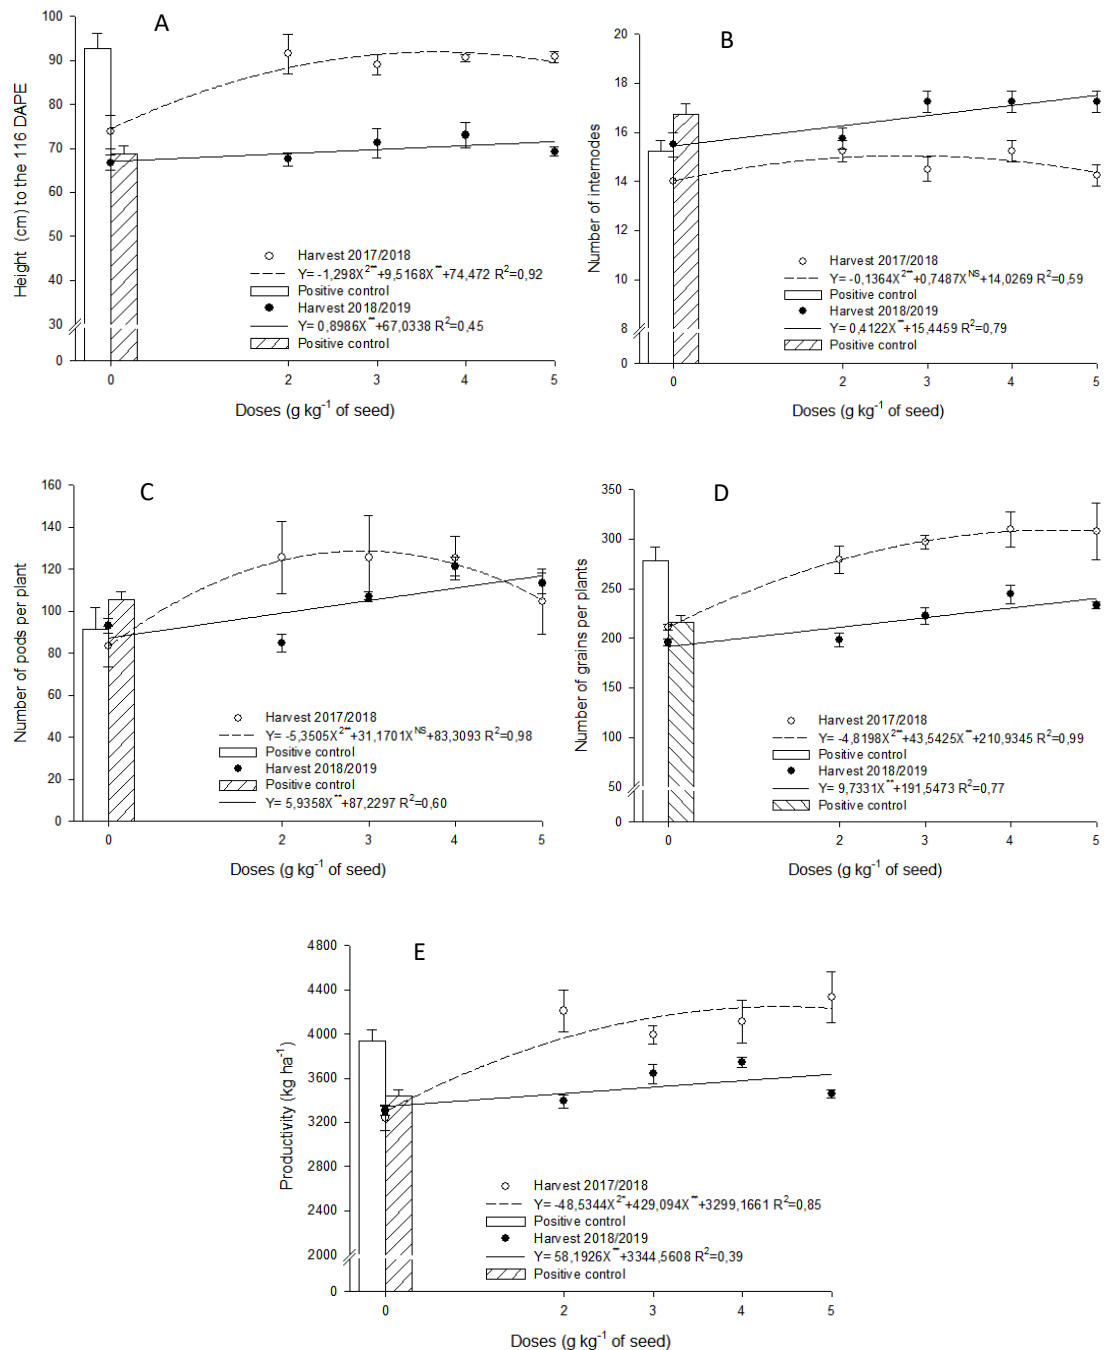 A
Height (cm) to the 116 DAPE
100
90
80
70
60
50
40
30
0
Harvest 2017/2018
Y= -1,298X²**+9,5168X**+74,472 R²=0,92
Positive control
Harvest 2018/2019
Y= 0,8986X**+67,0338 R²=0,45
Positive control
0 2 3 4 5
Doses (g kg⁻¹ of seed)
B
Number of internodes
20
18
16
14
12
10
8
0
Harvest 2017/2018
Y= -0,1364X²**+0,7487X^NS+14,0269 R²=0,59
Positive control
Harvest 2018/2019
Y= 0,4122X**+15,4459 R²=0,79
Positive control
0 2 3 4 5
Doses (g kg⁻¹ of seed)
C
Number of pods per plant
160
140
120
100
80
60
40
20
0
Harvest 2017/2018
Y= -5,3505X²**+31,1701X^NS+83,3093 R²=0,98
Positive control
Harvest 2018/2019
Positive control
Y= 5,9358X**+87,2297 R²=0,60
0 2 3 4 5
Doses (g kg⁻¹ of seed)
D
Number of grains per plants
350
300
250
200
150
100
50
0
Harvest 2017/2018
Y= -4,8198X²**+43,5425X**+210,9345 R²=0,99
Positive control
Harvest 2018/2019
Y= 9,7331X**+191,5473 R²=0,77
Positive control
0 2 3 4 5
Doses (g kg⁻¹ of seed)
E
Productivity (kg ha⁻¹)
4800
4400
4000
3600
3200
2800
2400
2000
0
Harvest 2017/2018
Y= -48,5344X²*+429,094X**+3299,1661 R²=0,85
Positive control
Harvest 2018/2019
Y= 58,1926X**+3344,5608 R²=0,39
Positive control
0 2 3 4 5
Doses (g kg⁻¹ of seed)